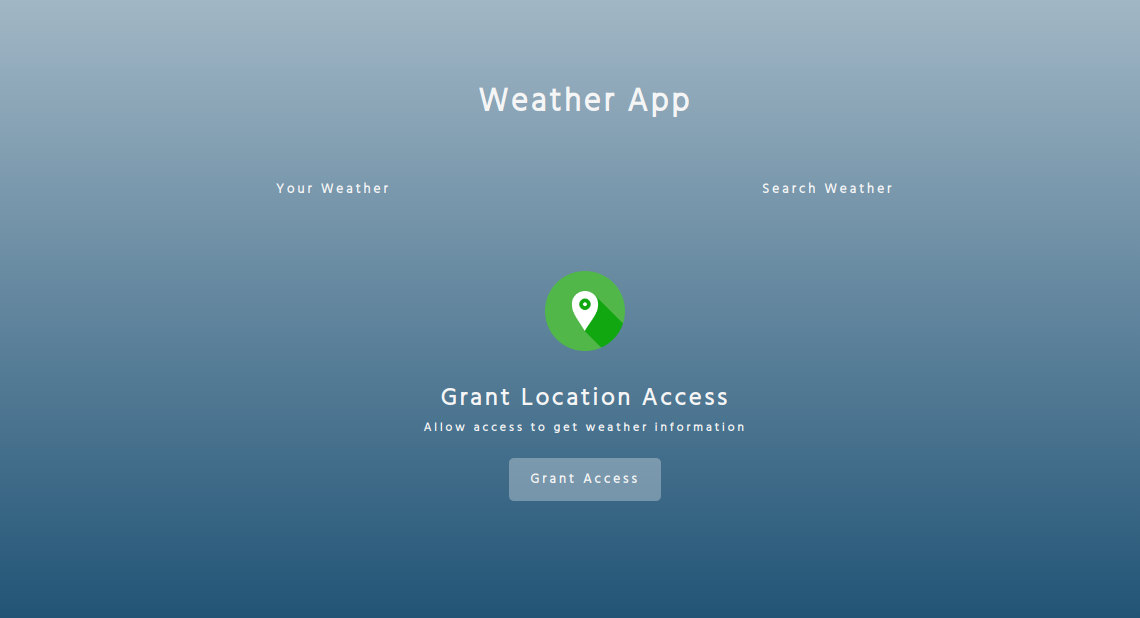 Weather App
Your Weather
Search Weather
Grant Location Access
Allow access to get weather information
Grant Access